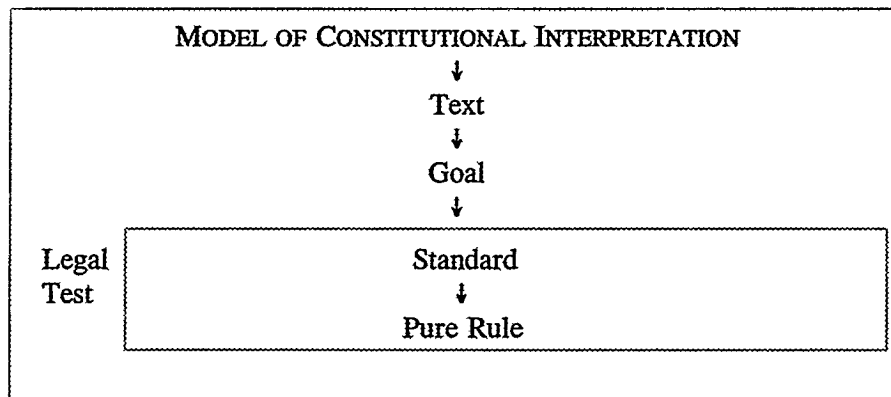 MODEL OF CONSTITUTIONAL INTERPRETATION
↓
Text
↓
Goal
↓
Legal Test
Standard
↓
Pure Rule